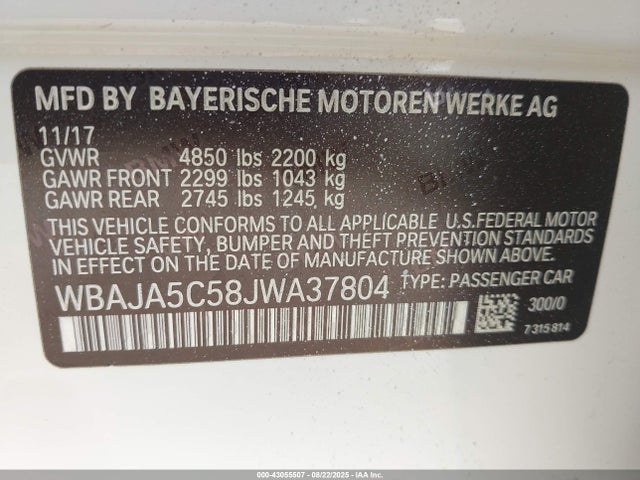 MFD BY BAYERISCHE MOTOREN WERKE AG
11/17
GVWR 4850 lbs 2200 kg
GAWR FRONT 2299 lbs 1043 kg
GAWR REAR 2745 lbs 1245 kg
THIS VEHICLE CONFORMS TO ALL APPLICABLE U.S.FEDERAL MOTOR
VEHICLE SAFETY, BUMPER AND THEFT PREVENTION STANDARDS
IN EFFECT ON THE DATE OF MANUFACTURE SHOWN ABOVE.
WBAJA5C58JWA37804 TYPE: PASSENGER CAR
300/0
7315814
000-43055507 - 08/22/2025 - IAA Inc.